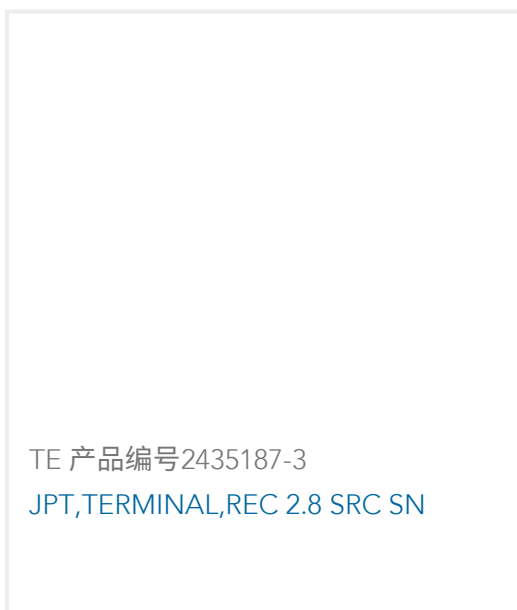 TE 产品编号2435187-3
JPT,TERMINAL,REC 2.8 SRC SN